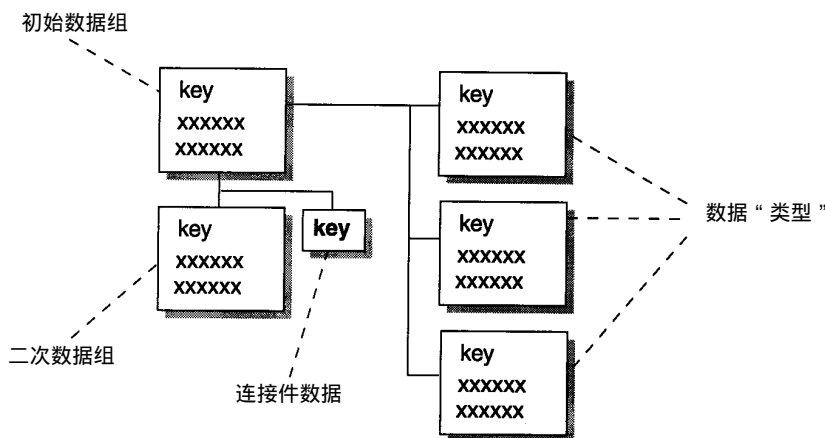 初始数据组
key
xxxxxx
xxxxxx
key
xxxxxx
xxxxxx
key
xxxxxx
xxxxxx
key
key
xxxxxx
xxxxxx
数据“类型”
二次数据组
连接件数据
key
xxxxxx
xxxxxx